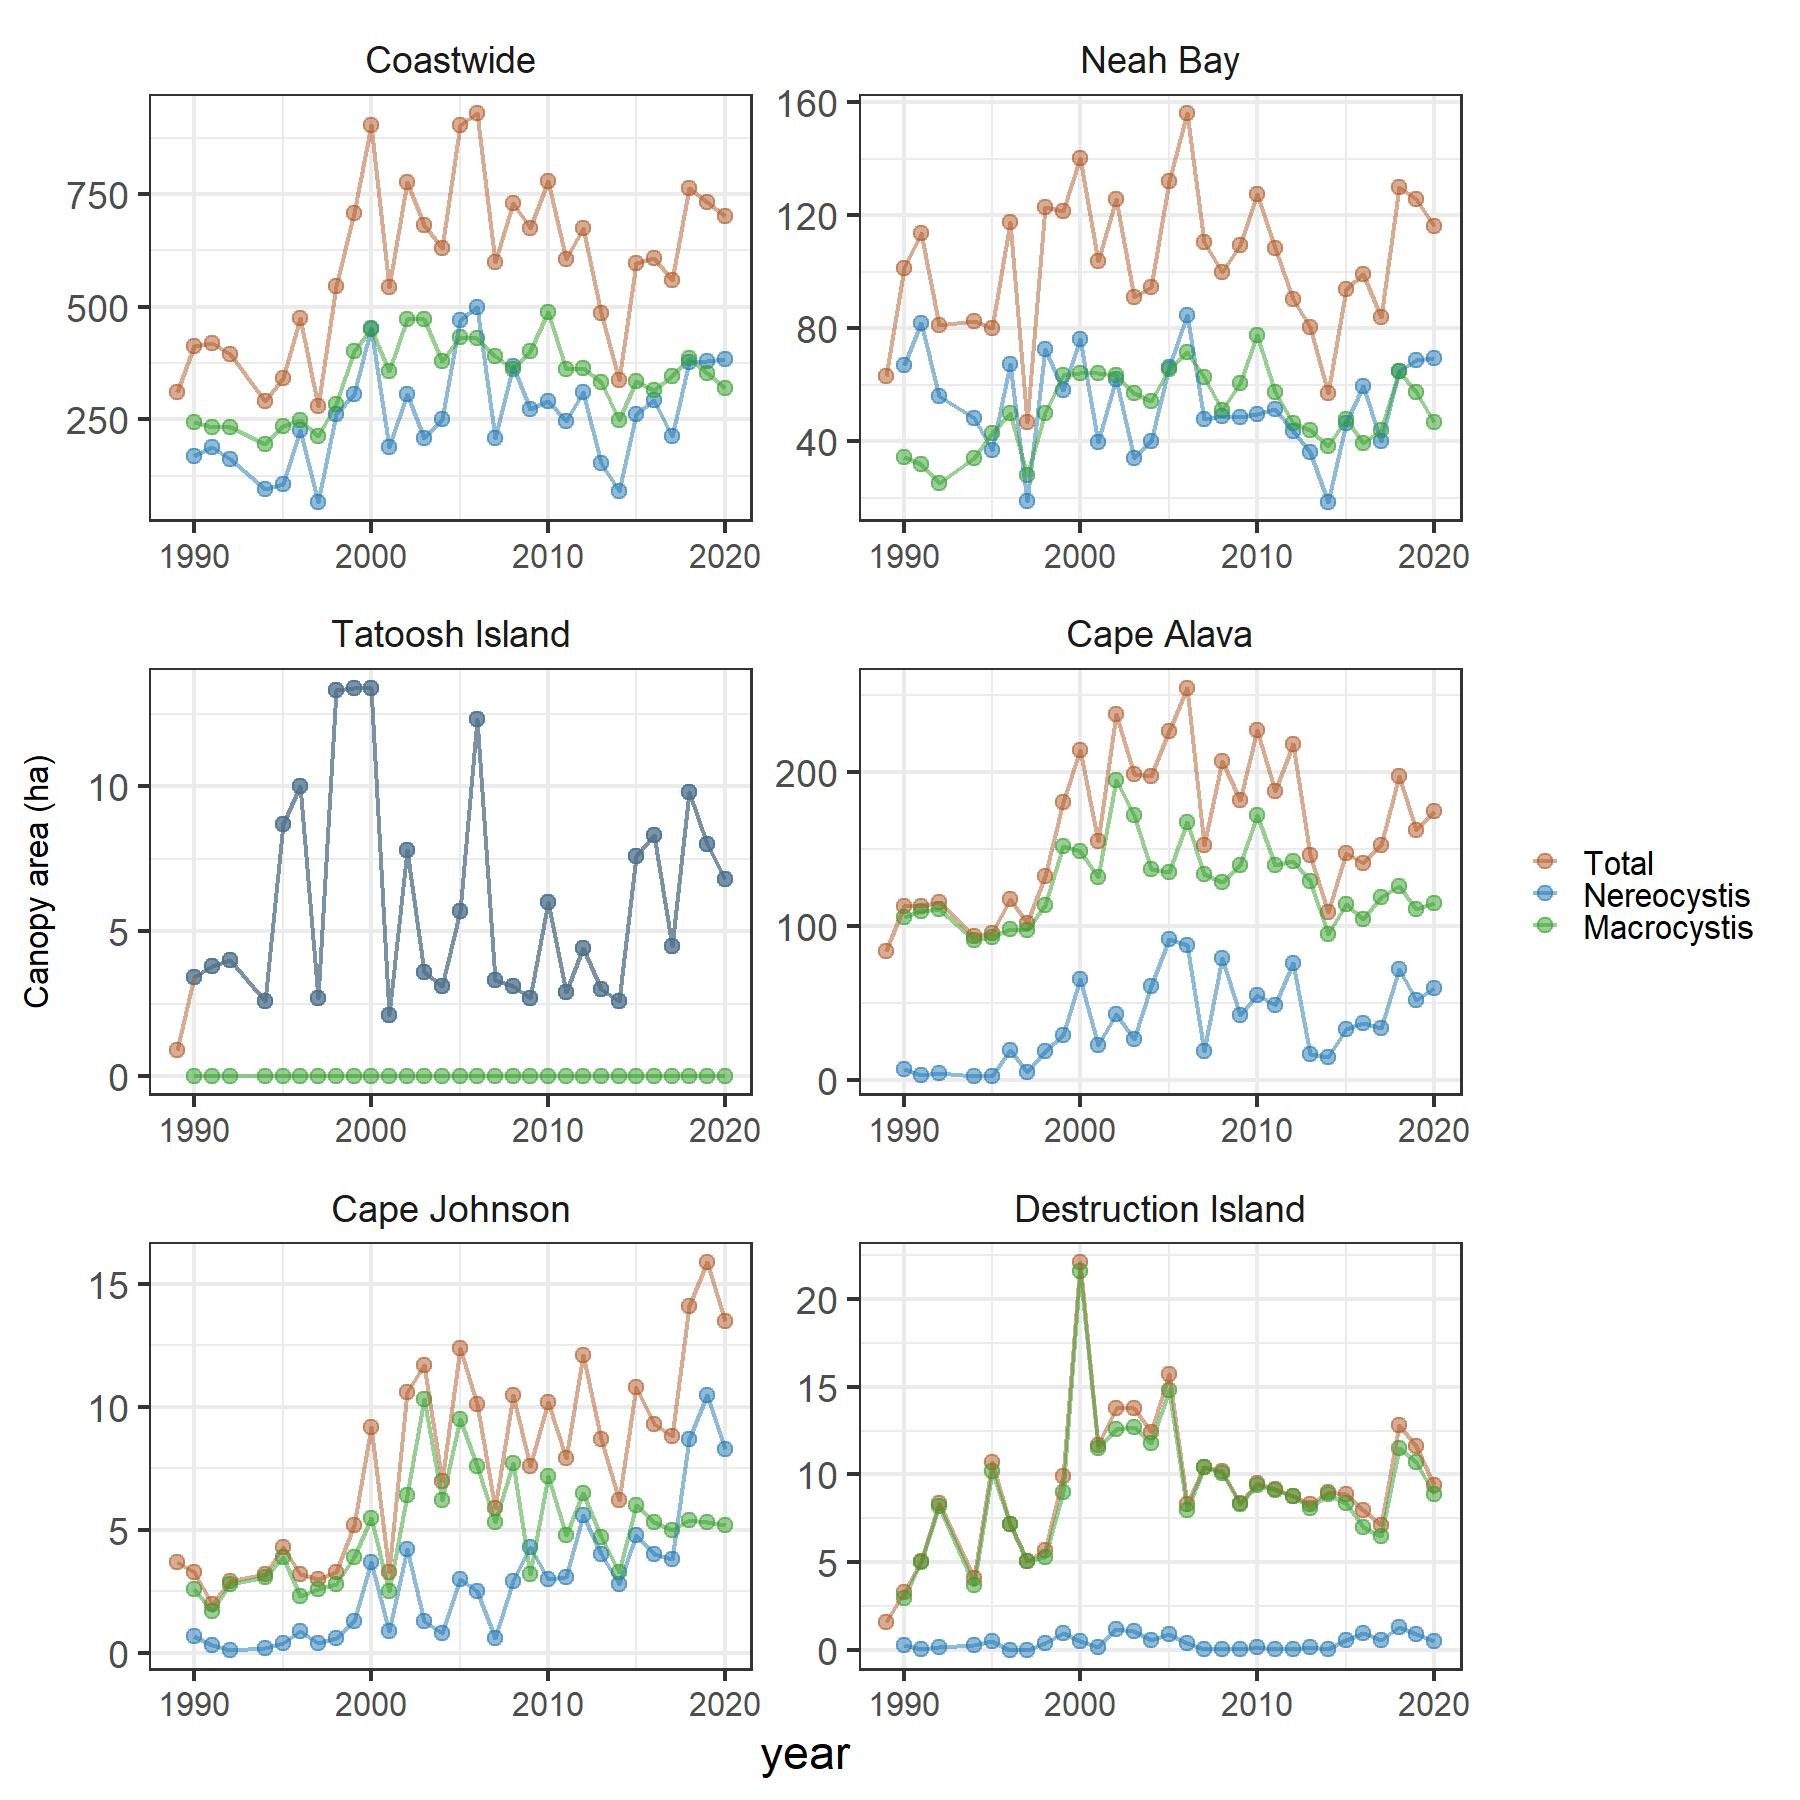 Coastwide
Neah Bay
750
500
250
1990 2000 2010 2020
160
120
80
40
1990 2000 2010 2020
Tatoosh Island
Cape Alava
Canopy area (ha)
10
5
0
1990 2000 2010 2020
200
100
0
1990 2000 2010 2020
Total
Nereocystis
Macrocystis
Cape Johnson
Destruction Island
15
10
5
0
1990 2000 2010 2020
20
15
10
5
0
1990 2000 2010 2020
year